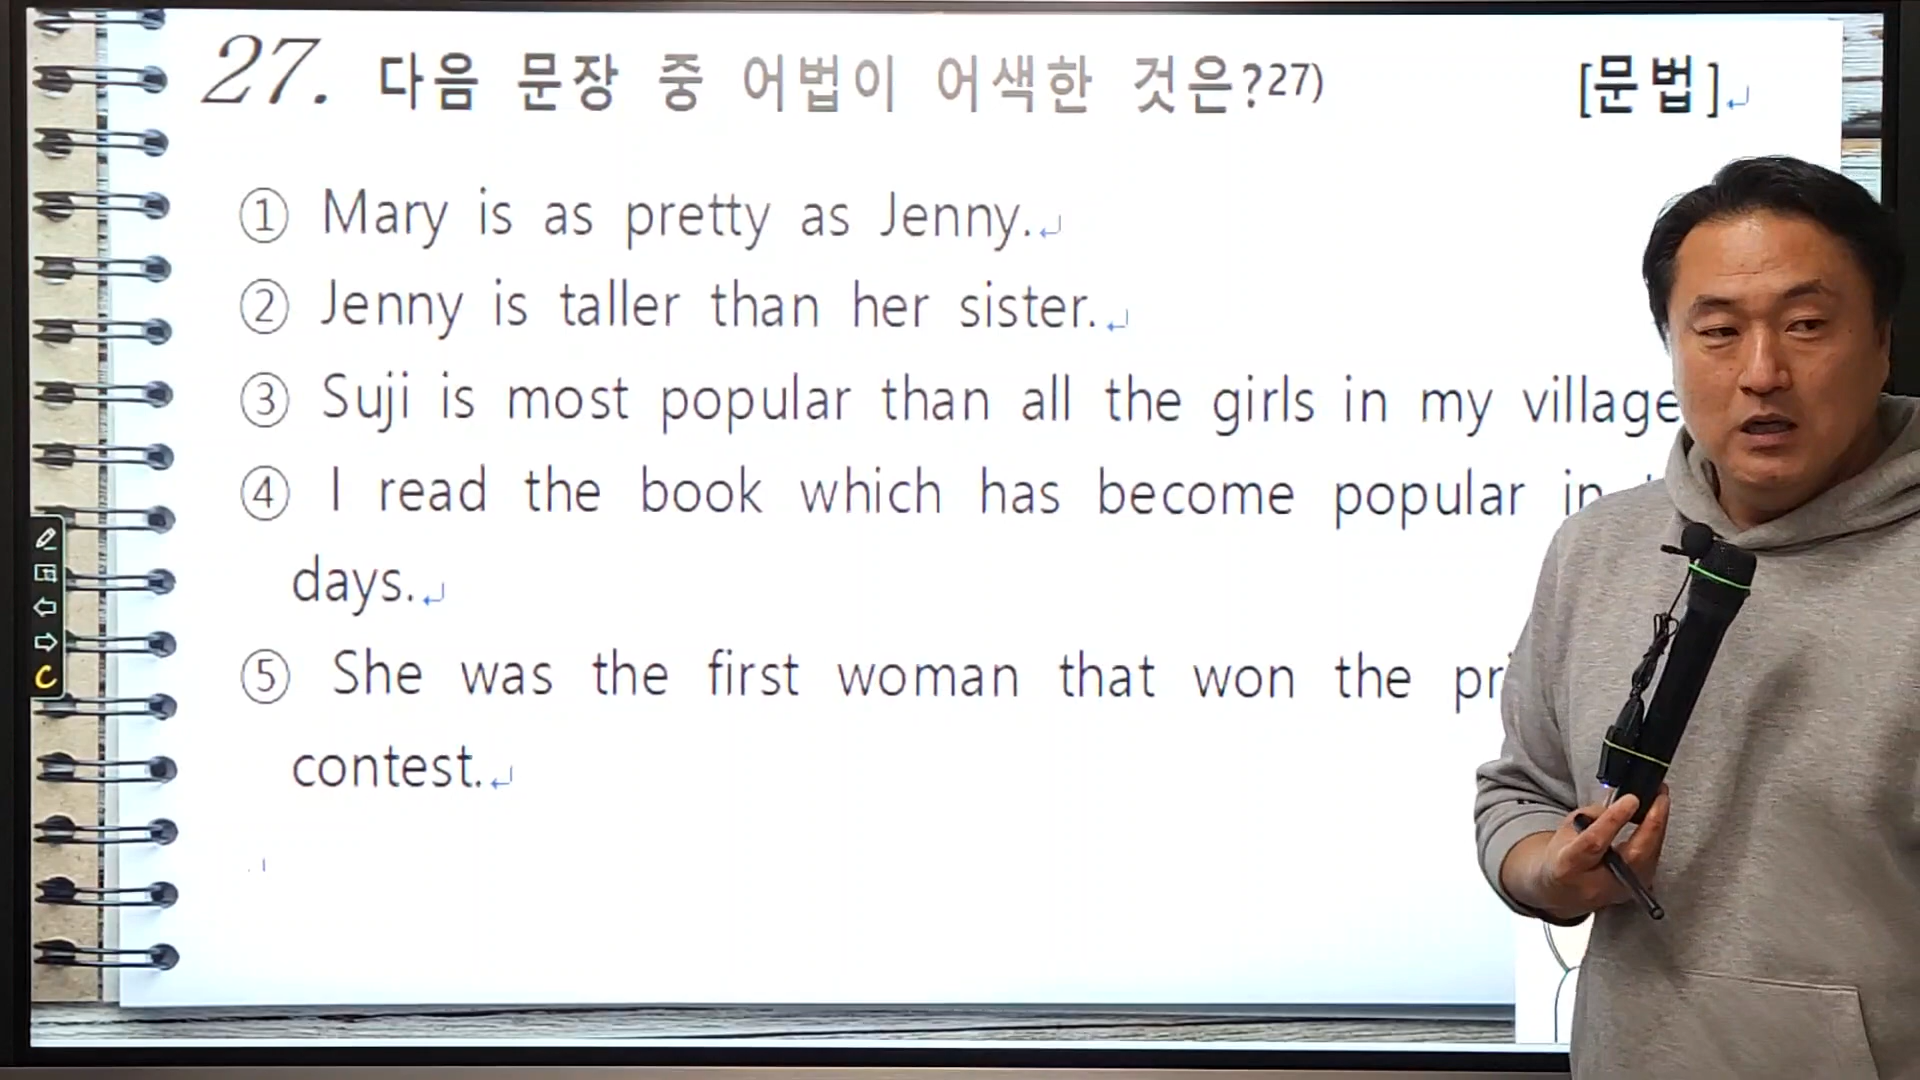 27. 다음 문장 중 어법이 어색한 것은?27) [문법]
① Mary is as pretty as Jenny.
② Jenny is taller than her sister.
③ Suji is most popular than all the girls in my village
④ I read the book which has become popular in
days.
⑤ She was the first woman that won the
contest.